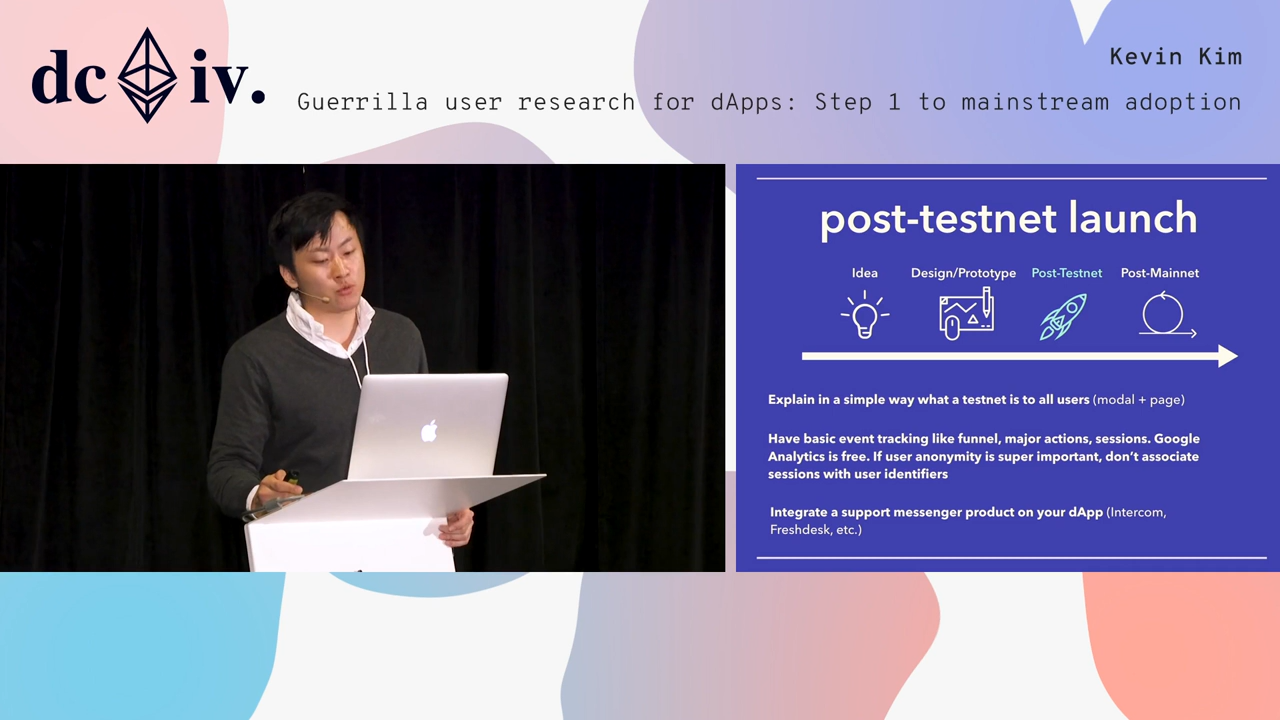 dc iv.
Kevin Kim
Guerrilla user research for dApps: Step 1 to mainstream adoption
post-testnet launch
Idea Design/Prototype Post-Testnet Post-Mainnet
Explain in a simple way what a testnet is to all users (modal + page)
Have basic event tracking like funnel, major actions, sessions. Google
Analytics is free. If user anonymity is super important, don’t associate
sessions with user identifiers
Integrate a support messenger product on your dApp (Intercom,
Freshdesk, etc.)